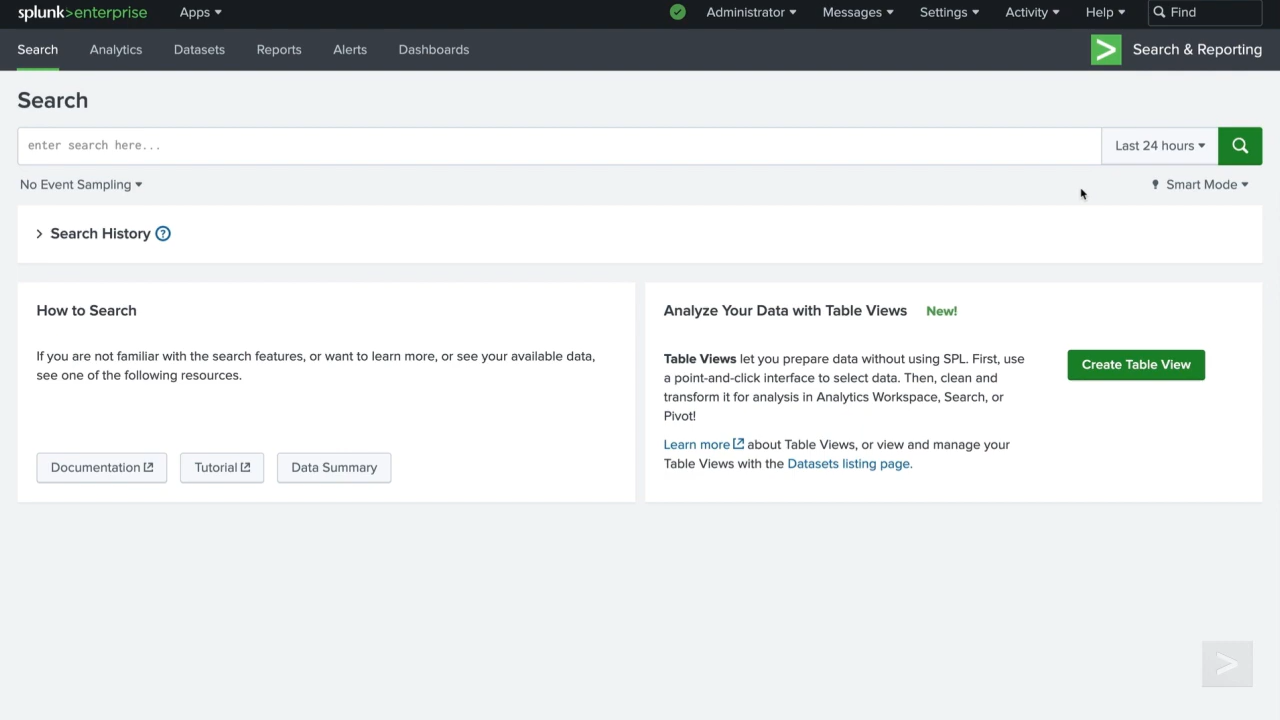 splunk>enterprise Apps Administrator Messages Settings Activity Help Find
Search Analytics Datasets Reports Alerts Dashboards Search & Reporting
Search
enter search here... Last 24 hours
No Event Sampling Smart Mode
Search History ?
How to Search
If you are not familiar with the search features, or want to learn more, or see your available data,
see one of the following resources.
Documentation Tutorial Data Summary
Analyze Your Data with Table Views New!
Table Views let you prepare data without using SPL. First, use
a point-and-click interface to select data. Then, clean and
transform it for analysis in Analytics Workspace, Search, or
Pivot!
Create Table View
Learn more about Table Views, or view and manage your
Table Views with the Datasets listing page.